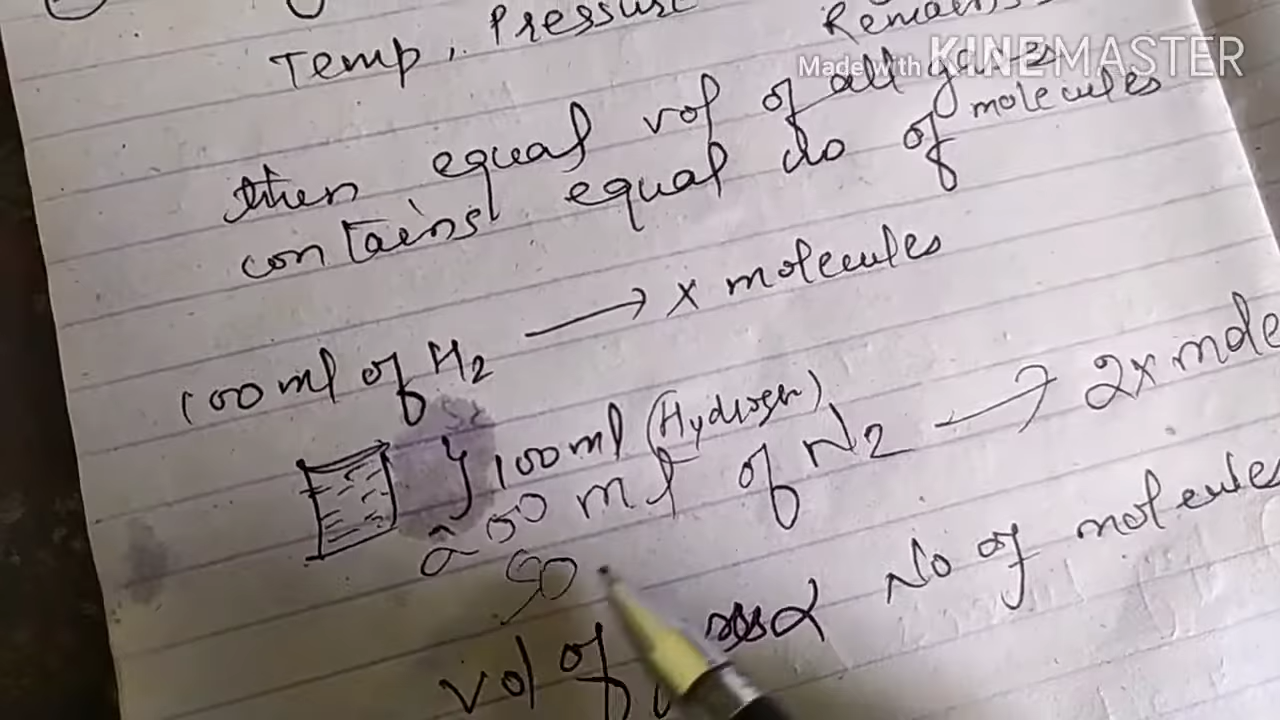 Temp, Pressure Remains
Made with KINEMASTER
then equal vol of all gases
contains equal no of molecules
100 ml of H2 → x molecules
100 ml (Hydrogen)
200 ml of N2 → 2x mole
50
vol of α No of molecules